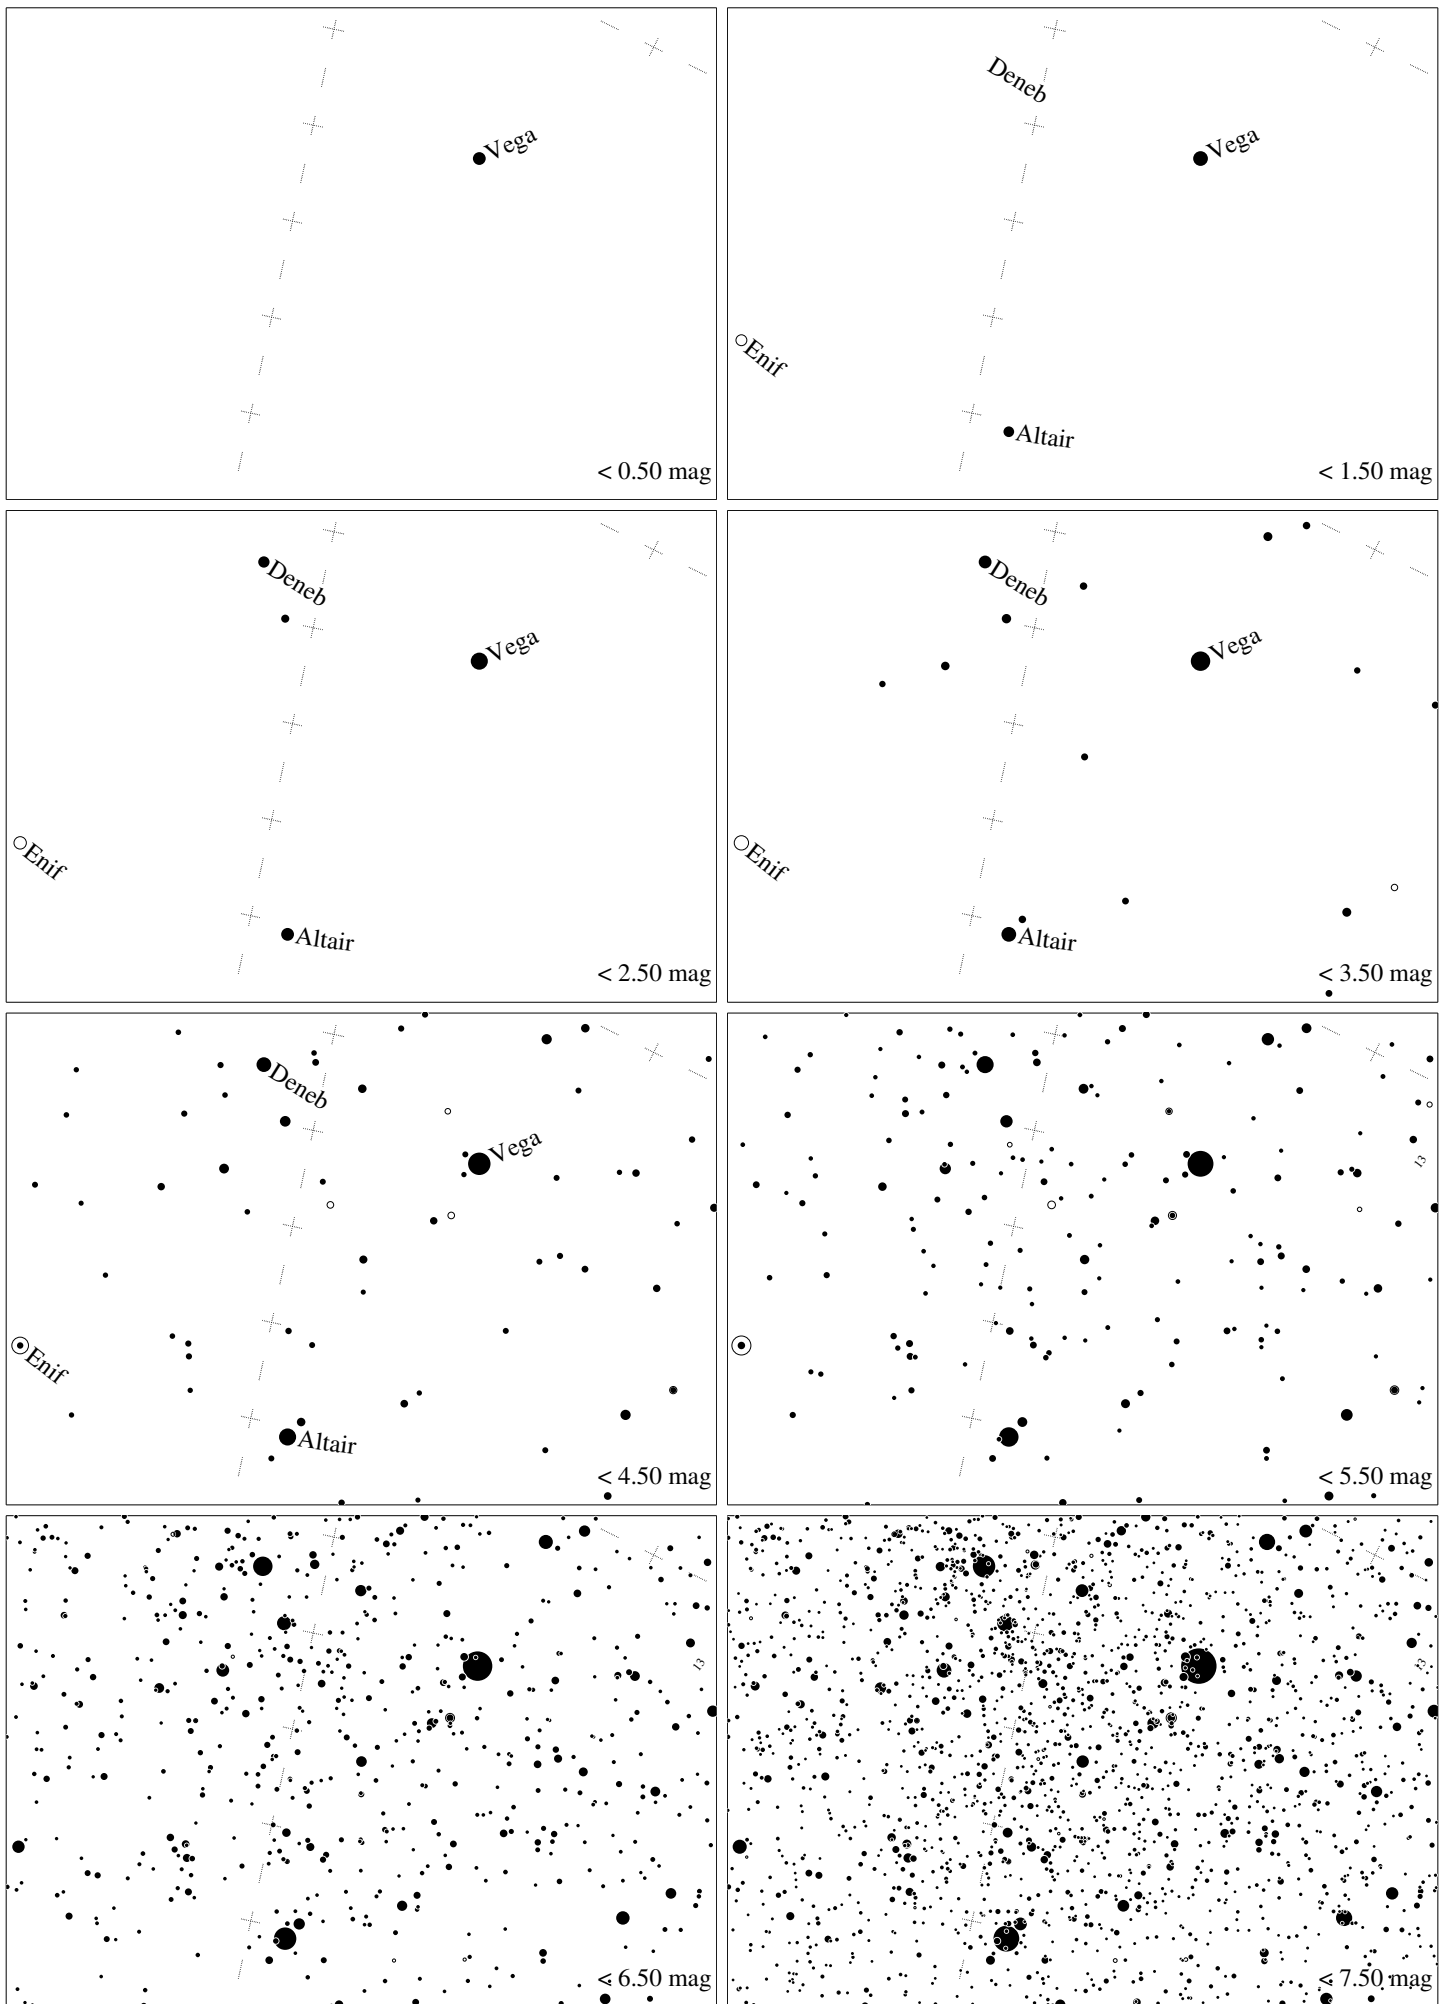 Vega
< 0.50 mag
Deneb
Vega
Enif
Altair
< 1.50 mag
Deneb
Vega
Enif
Altair
< 2.50 mag
Deneb
Vega
Enif
Altair
< 3.50 mag
Deneb
Vega
Enif
Altair
< 4.50 mag
13
< 5.50 mag
13
< 6.50 mag
13
< 7.50 mag